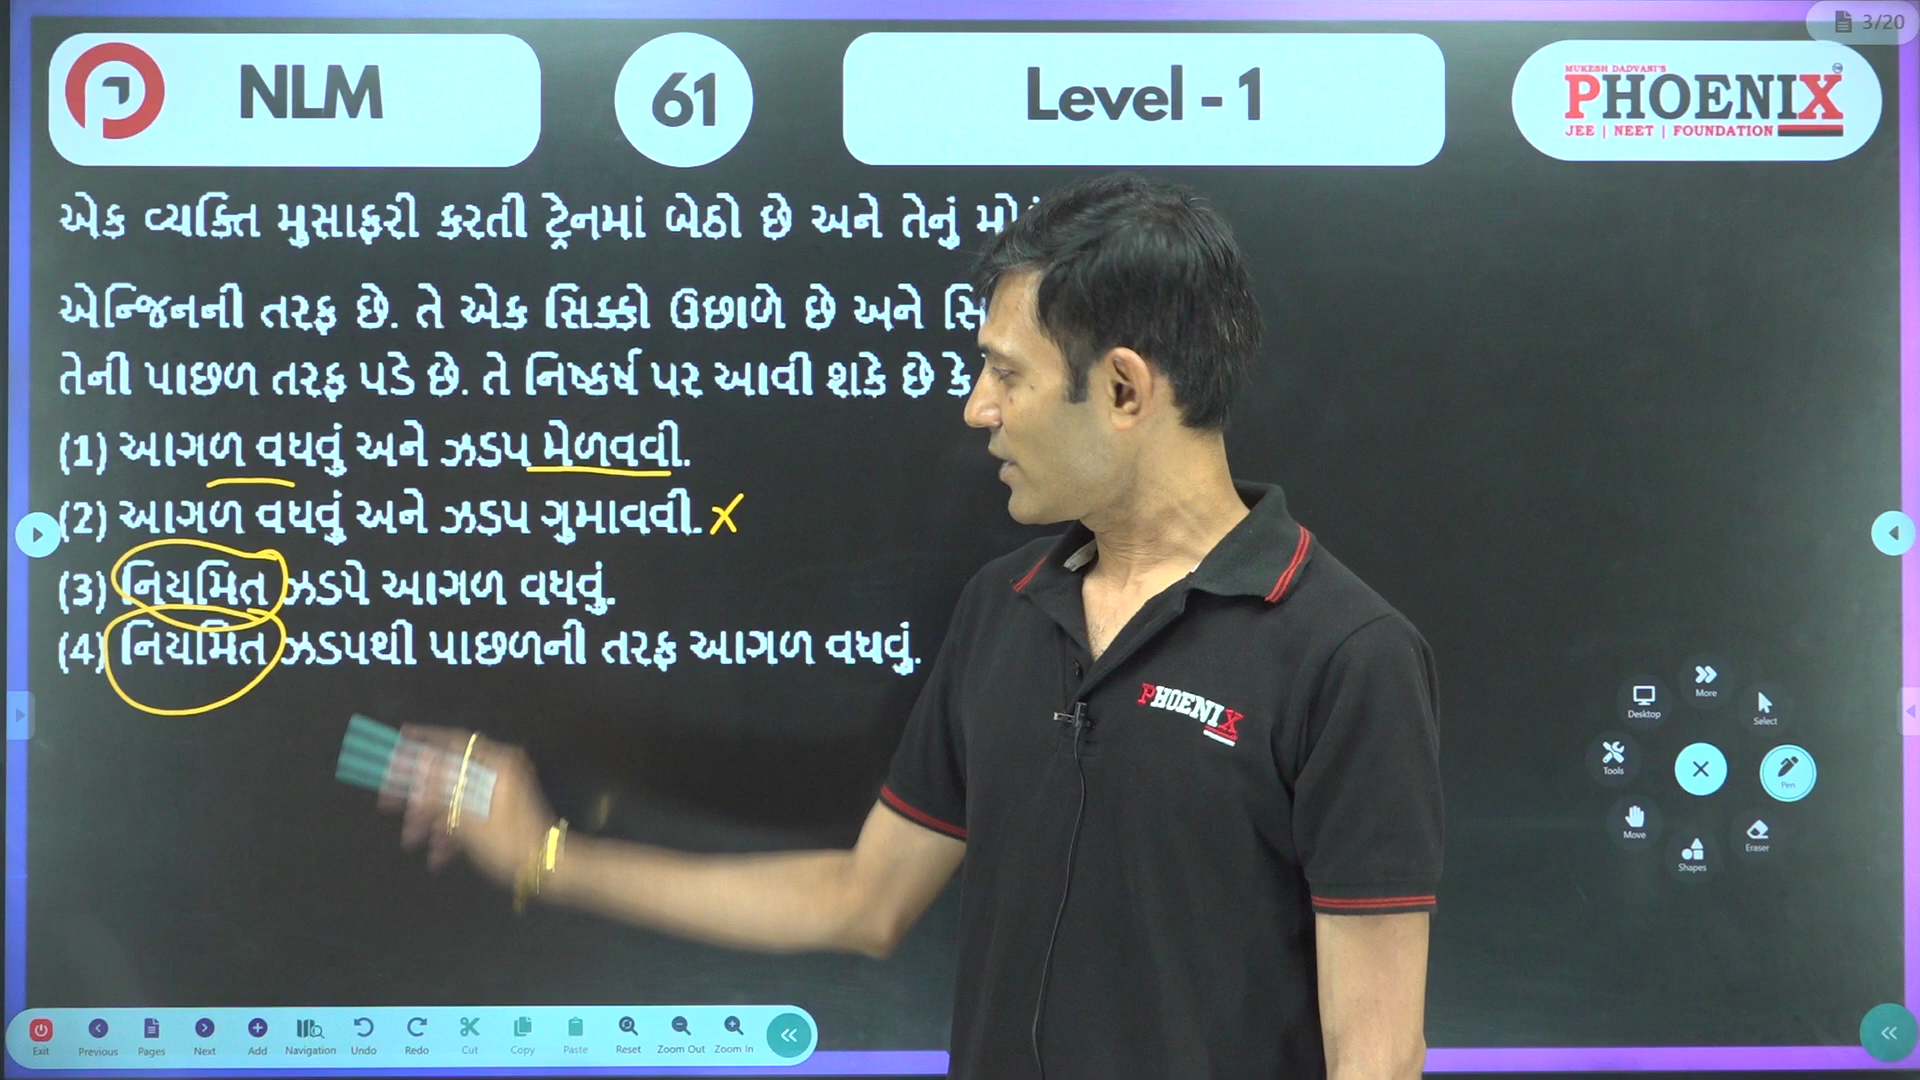 3/20
NLM
61
Level - 1
MUKESH DADVANI'S
PHOENIX
JEE | NEET | FOUNDATION
એક વ્યક્તિ મુસાફરી કરતી ટ્રેનમાં બેઠો છે અને તેનું
એન્જિનની તરફ છે. તે એક સિક્કો ઉછાળે છે અને
તેની પાછળ તરફ પડે છે. તે નિષ્કર્ષ પર આવી શકે છે કે
(1) આગળ વધવું અને ઝડપ મેળવવી.
(2) આગળ વધવું અને ઝડપ ગુમાવવી. X
(3) નિયમિત ઝડપે આગળ વધવું.
(4) નિયમિત ઝડપથી પાછળની તરફ આગળ વધવું.
PHOENIX
More
Desktop
Select
Tools
Pen
Move
Eraser
Shapes
Exit Previous Pages Next Add Navigation Undo Redo Cut Copy Paste Reset Zoom Out Zoom In